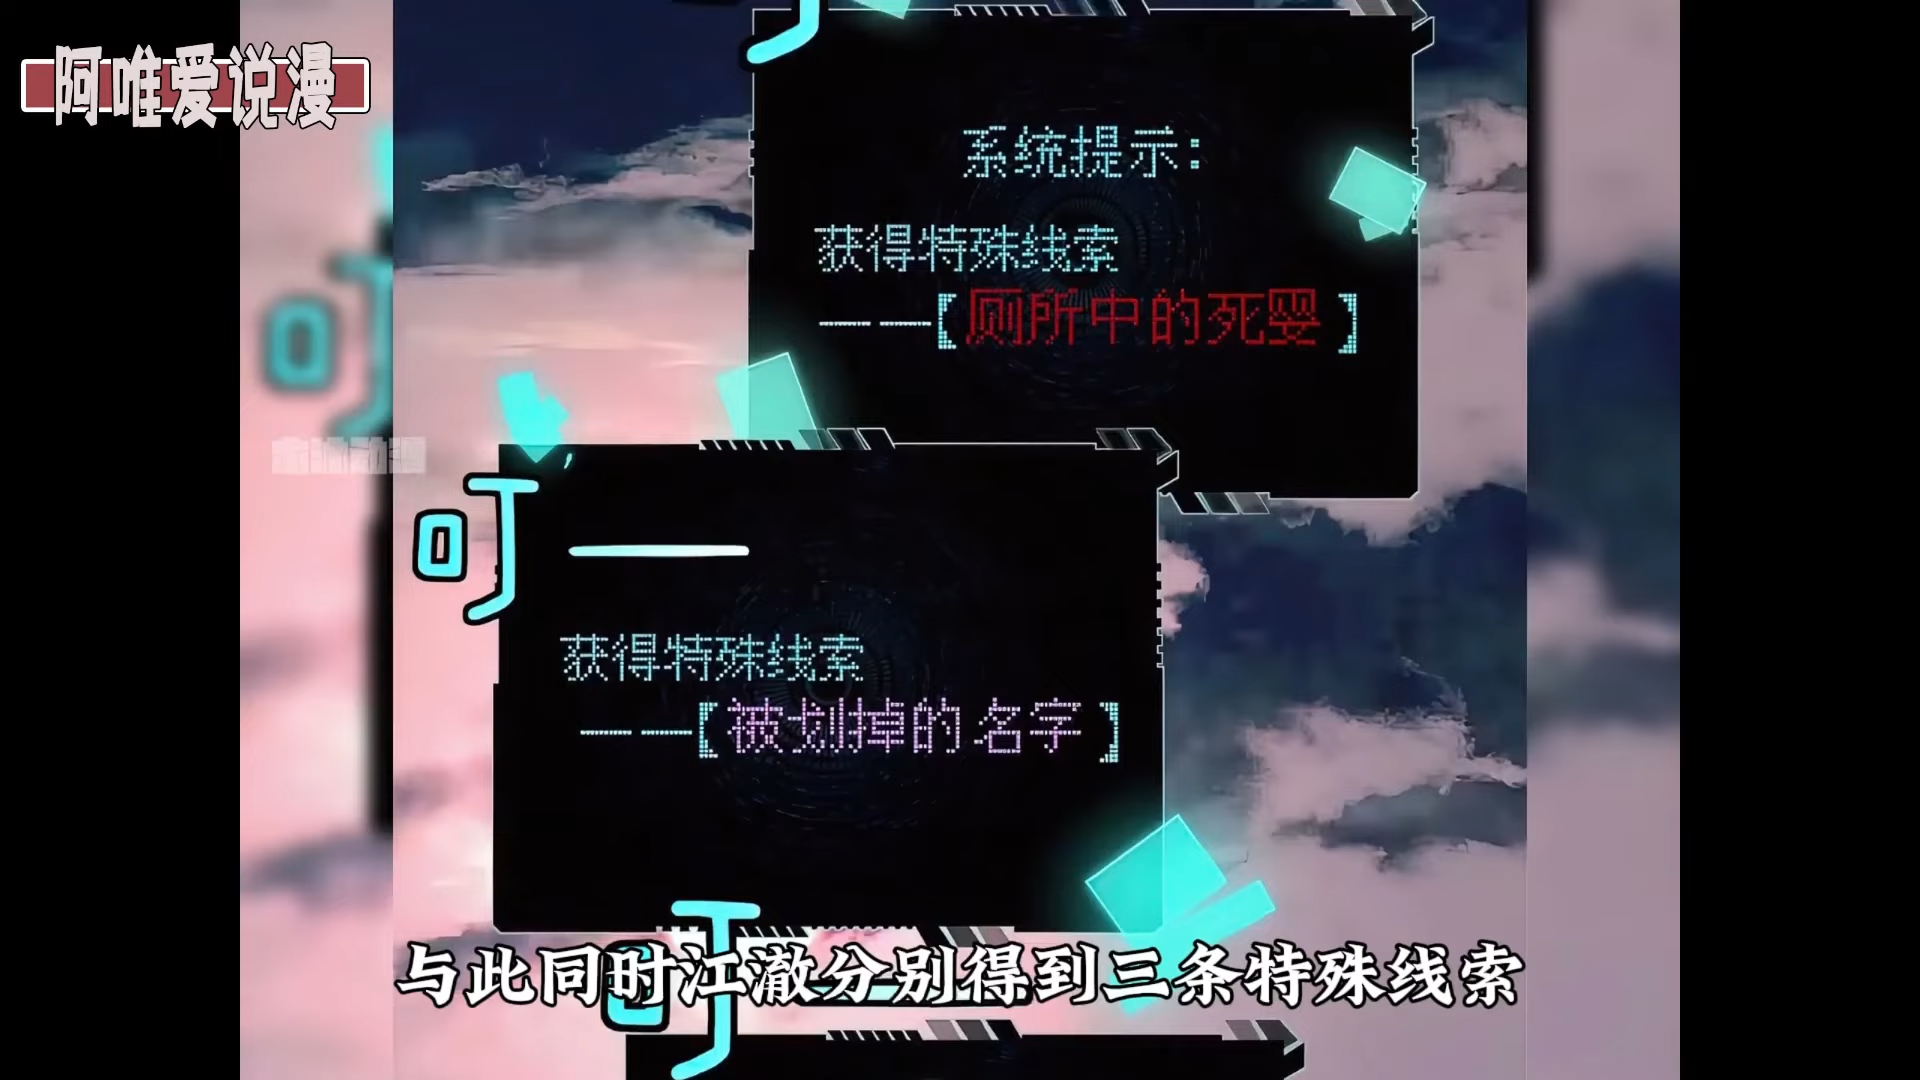 阿唯爱说漫
系统提示：
获得特殊线索
——【厕所中的死婴】
叮
获得特殊线索
——【被划掉的名字】
叮
与此同时江澈分别得到三条特殊线索